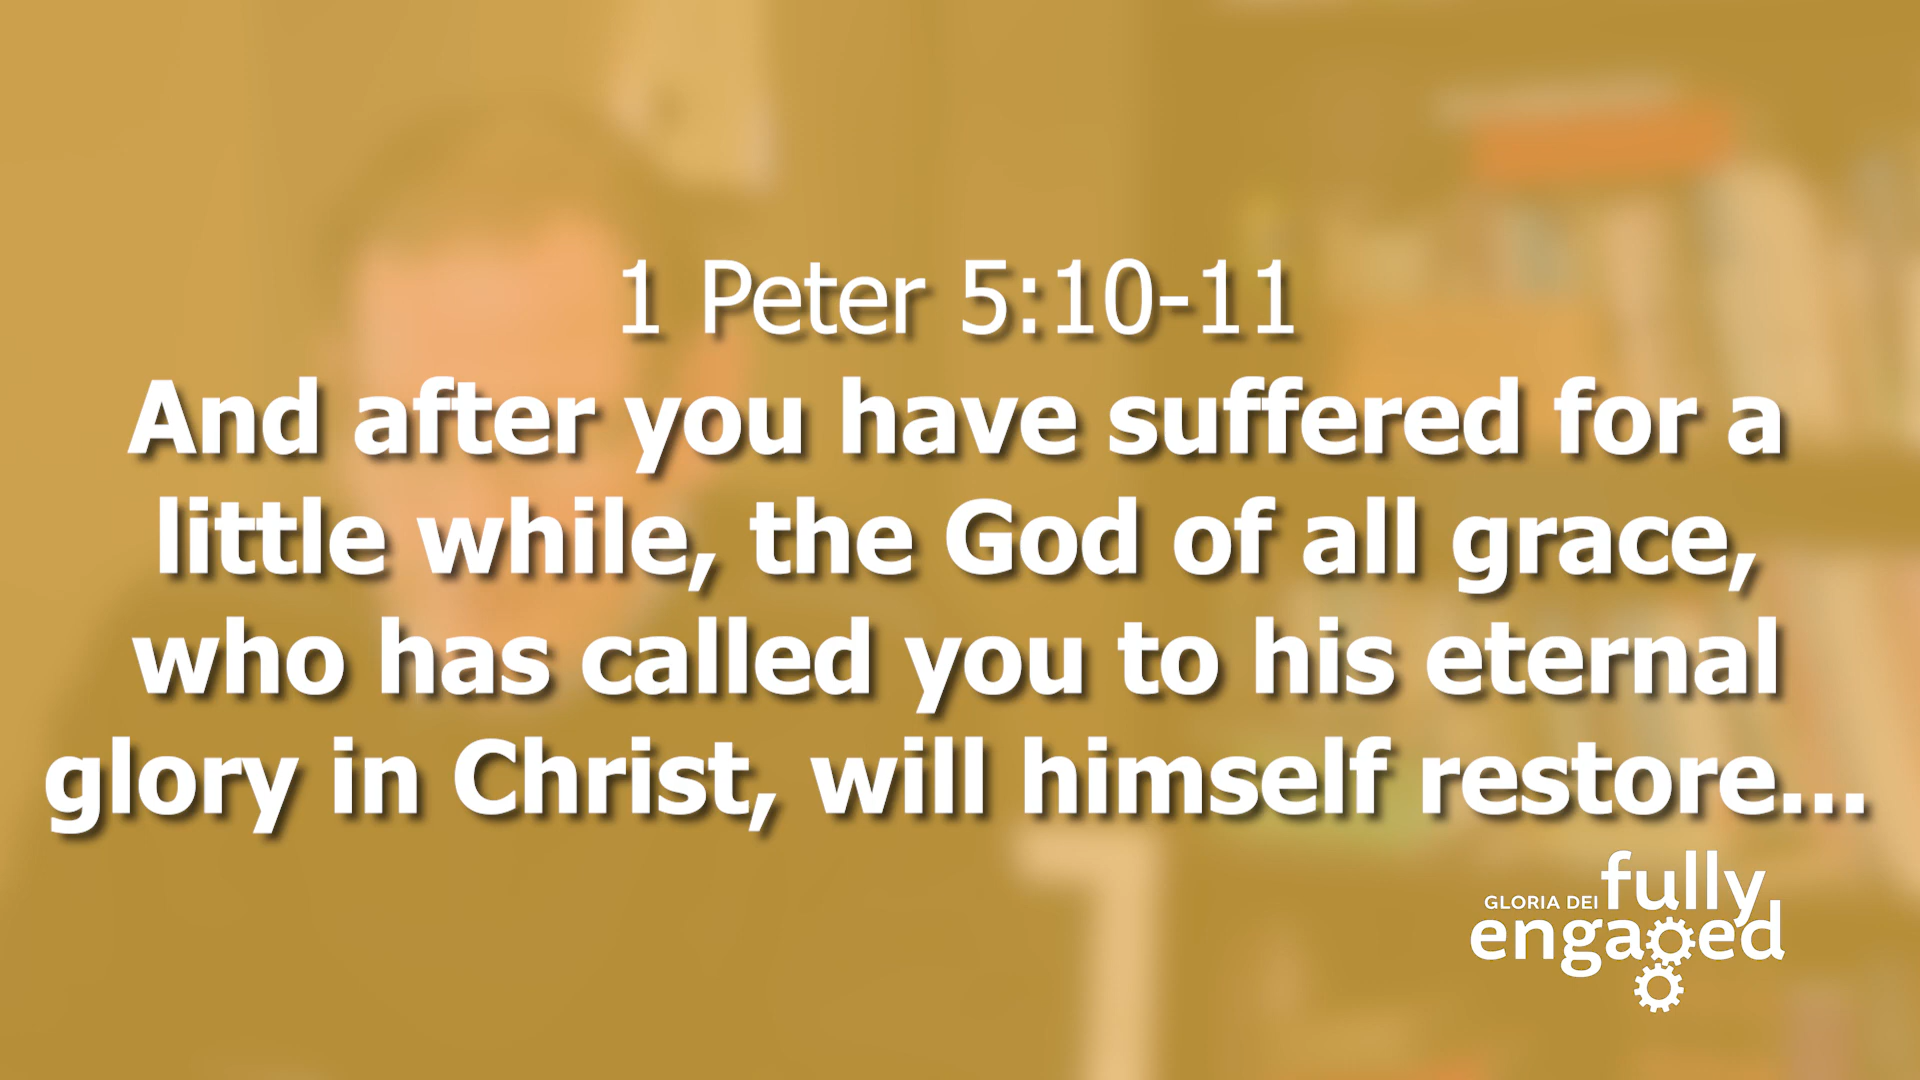 1 Peter 5:10-11
And after you have suffered for a
little while, the God of all grace,
who has called you to his eternal
glory in Christ, will himself restore...
GLORIA DEI fully
engaged